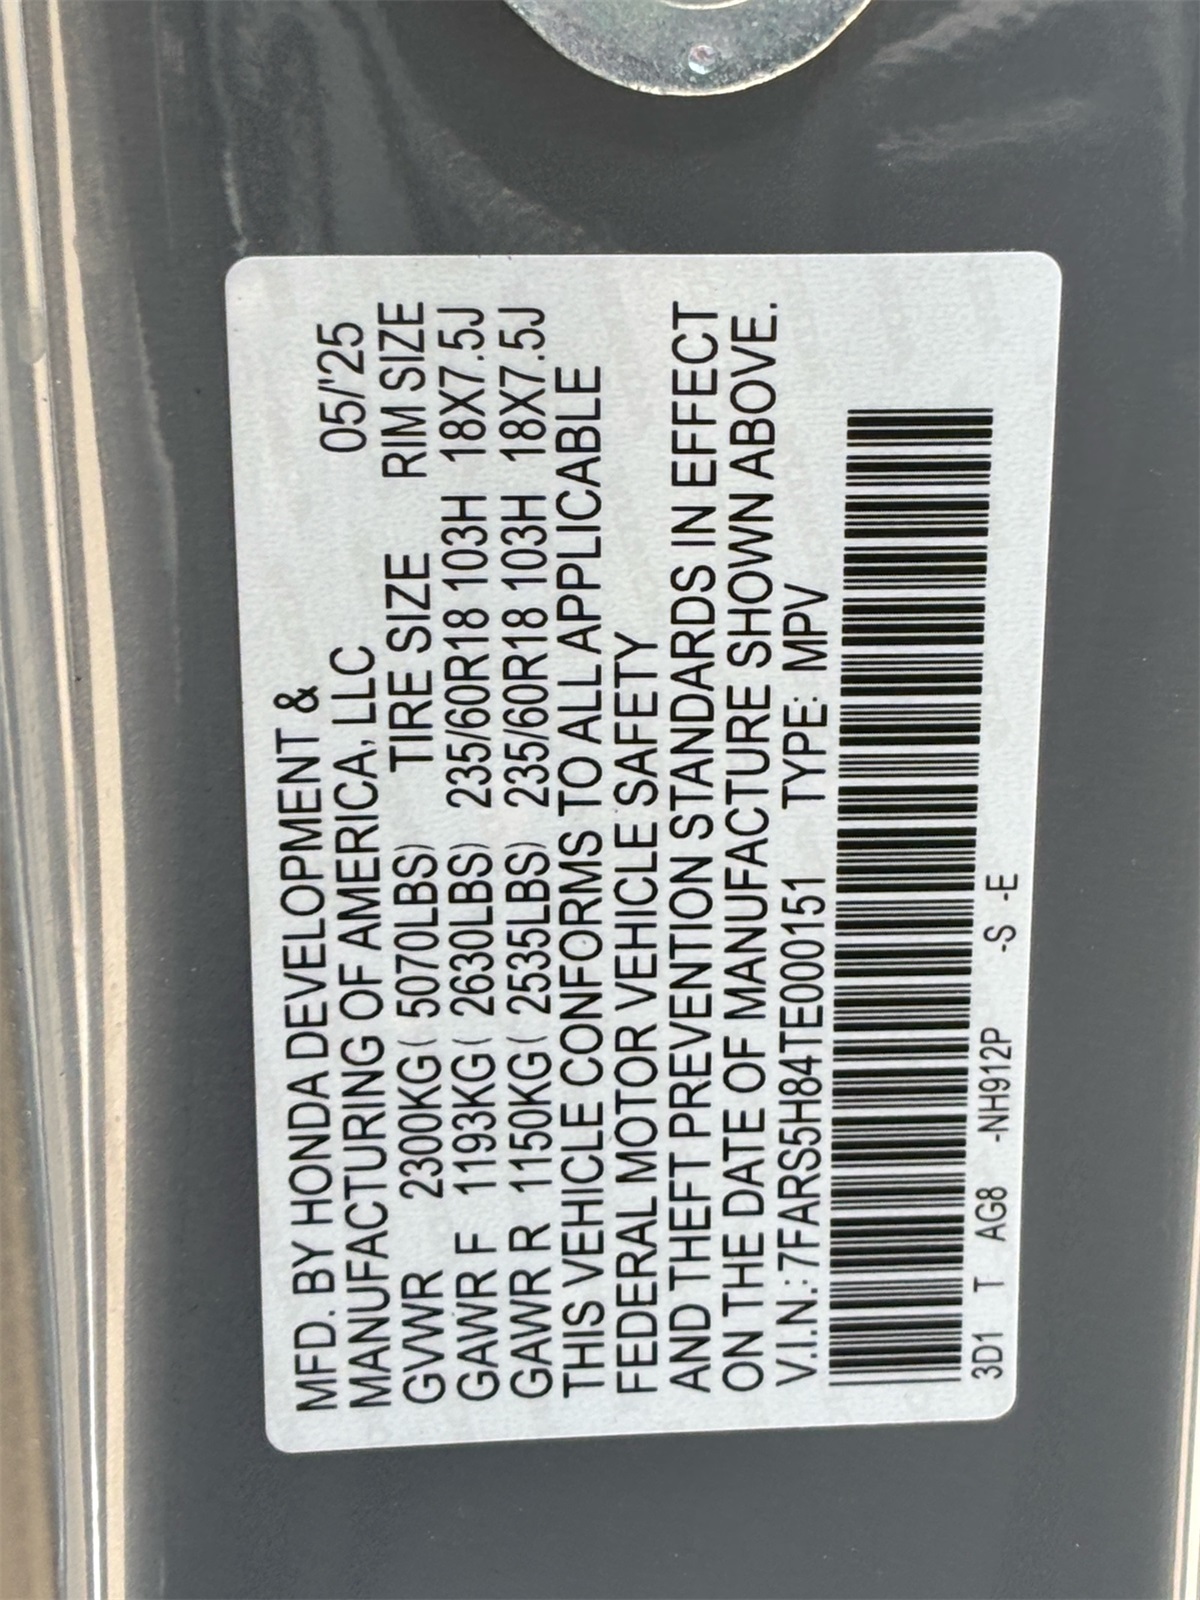 MFD. BY HONDA DEVELOPMENT &
MANUFACTURING OF AMERICA, LLC 05/'25
GVWR 2300KG( 5070LBS) TIRE SIZE RIM SIZE
GAWR F 1193KG( 2630LBS) 235/60R18 103H 18X7.5J
GAWR R 1150KG( 2535LBS) 235/60R18 103H 18X7.5J
THIS VEHICLE CONFORMS TO ALL APPLICABLE
FEDERAL MOTOR VEHICLE SAFETY
AND THEFT PREVENTION STANDARDS IN EFFECT
ON THE DATE OF MANUFACTURE SHOWN ABOVE.
V.I.N.:7FARS5H84TE000151 TYPE: MPV
3D1 T AG8 -NH912P -S -E